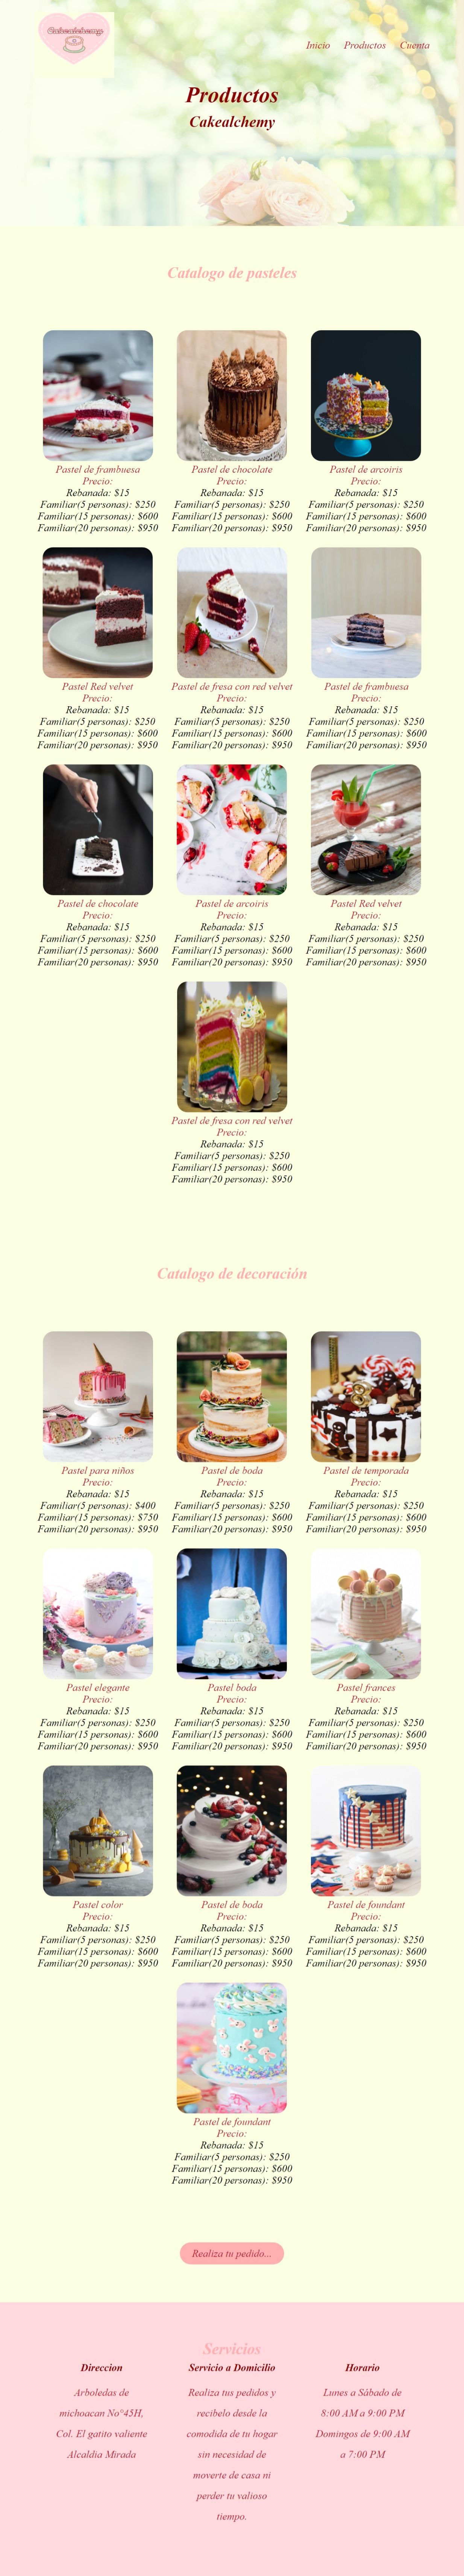 Cakealchemy
Inicio Productos Cuenta
Productos
Cakealchemy
Catalogo de pasteles
Pastel de frambuesa
Precio:
Rebanada: $15
Familiar(5 personas): $250
Familiar(15 personas): $600
Familiar(20 personas): $950
Pastel de chocolate
Precio:
Rebanada: $15
Familiar(5 personas): $250
Familiar(15 personas): $600
Familiar(20 personas): $950
Pastel de arcoiris
Precio:
Rebanada: $15
Familiar(5 personas): $250
Familiar(15 personas): $600
Familiar(20 personas): $950
Pastel Red velvet
Precio:
Rebanada: $15
Familiar(5 personas): $250
Familiar(15 personas): $600
Familiar(20 personas): $950
Pastel de fresa con red velvet
Precio:
Rebanada: $15
Familiar(5 personas): $250
Familiar(15 personas): $600
Familiar(20 personas): $950
Pastel de frambuesa
Precio:
Rebanada: $15
Familiar(5 personas): $250
Familiar(15 personas): $600
Familiar(20 personas): $950
Pastel de chocolate
Precio:
Rebanada: $15
Familiar(5 personas): $250
Familiar(15 personas): $600
Familiar(20 personas): $950
Pastel de arcoiris
Precio:
Rebanada: $15
Familiar(5 personas): $250
Familiar(15 personas): $600
Familiar(20 personas): $950
Pastel Red velvet
Precio:
Rebanada: $15
Familiar(5 personas): $250
Familiar(15 personas): $600
Familiar(20 personas): $950
Pastel de fresa con red velvet
Precio:
Rebanada: $15
Familiar(5 personas): $250
Familiar(15 personas): $600
Familiar(20 personas): $950
Catalogo de decoración
Pastel para niños
Precio:
Rebanada: $15
Familiar(5 personas): $400
Familiar(15 personas): $750
Familiar(20 personas): $950
Pastel de boda
Precio:
Rebanada: $15
Familiar(5 personas): $250
Familiar(15 personas): $600
Familiar(20 personas): $950
Pastel de temporada
Precio:
Rebanada: $15
Familiar(5 personas): $250
Familiar(15 personas): $600
Familiar(20 personas): $950
Pastel elegante
Precio:
Rebanada: $15
Familiar(5 personas): $250
Familiar(15 personas): $600
Familiar(20 personas): $950
Pastel boda
Precio:
Rebanada: $15
Familiar(5 personas): $250
Familiar(15 personas): $600
Familiar(20 personas): $950
Pastel frances
Precio:
Rebanada: $15
Familiar(5 personas): $250
Familiar(15 personas): $600
Familiar(20 personas): $950
Pastel color
Precio:
Rebanada: $15
Familiar(5 personas): $250
Familiar(15 personas): $600
Familiar(20 personas): $950
Pastel de boda
Precio:
Rebanada: $15
Familiar(5 personas): $250
Familiar(15 personas): $600
Familiar(20 personas): $950
Pastel de foundant
Precio:
Rebanada: $15
Familiar(5 personas): $250
Familiar(15 personas): $600
Familiar(20 personas): $950
Pastel de foundant
Precio:
Rebanada: $15
Familiar(5 personas): $250
Familiar(15 personas): $600
Familiar(20 personas): $950
Realiza tu pedido...
Servicios
Direccion
Arboledas de
michoacan No°45H,
Col. El gatito valiente
Alcaldia Mirada
Servicio a Domicilio
Realiza tus pedidos y
recibelo desde la
comodida de tu hogar
sin necesidad de
moverte de casa ni
perder tu valioso
tiempo.
Horario
Lunes a Sábado de
8:00 AM a 9:00 PM
Domingos de 9:00 AM
a 7:00 PM